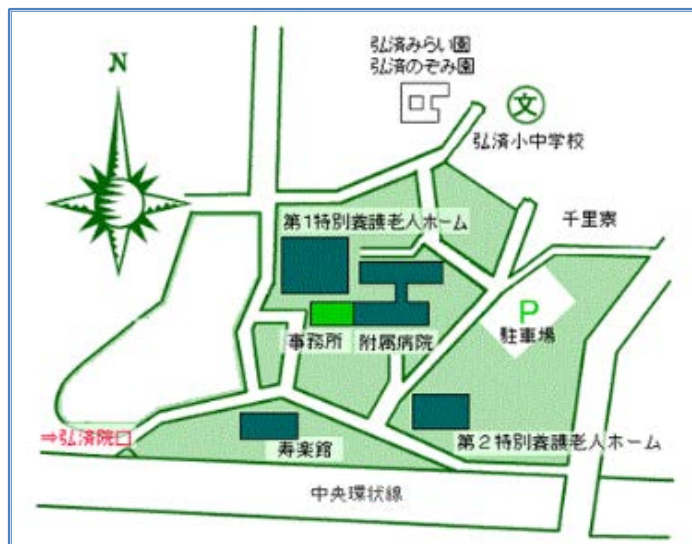 弘済みらい園
弘済のぞみ園
N
文
弘済小中学校
第1特別養護老人ホーム
千里寮
P
駐車場
事務所
附属病院
⇒弘済院口
寿楽館
第2特別養護老人ホーム
中央環状線